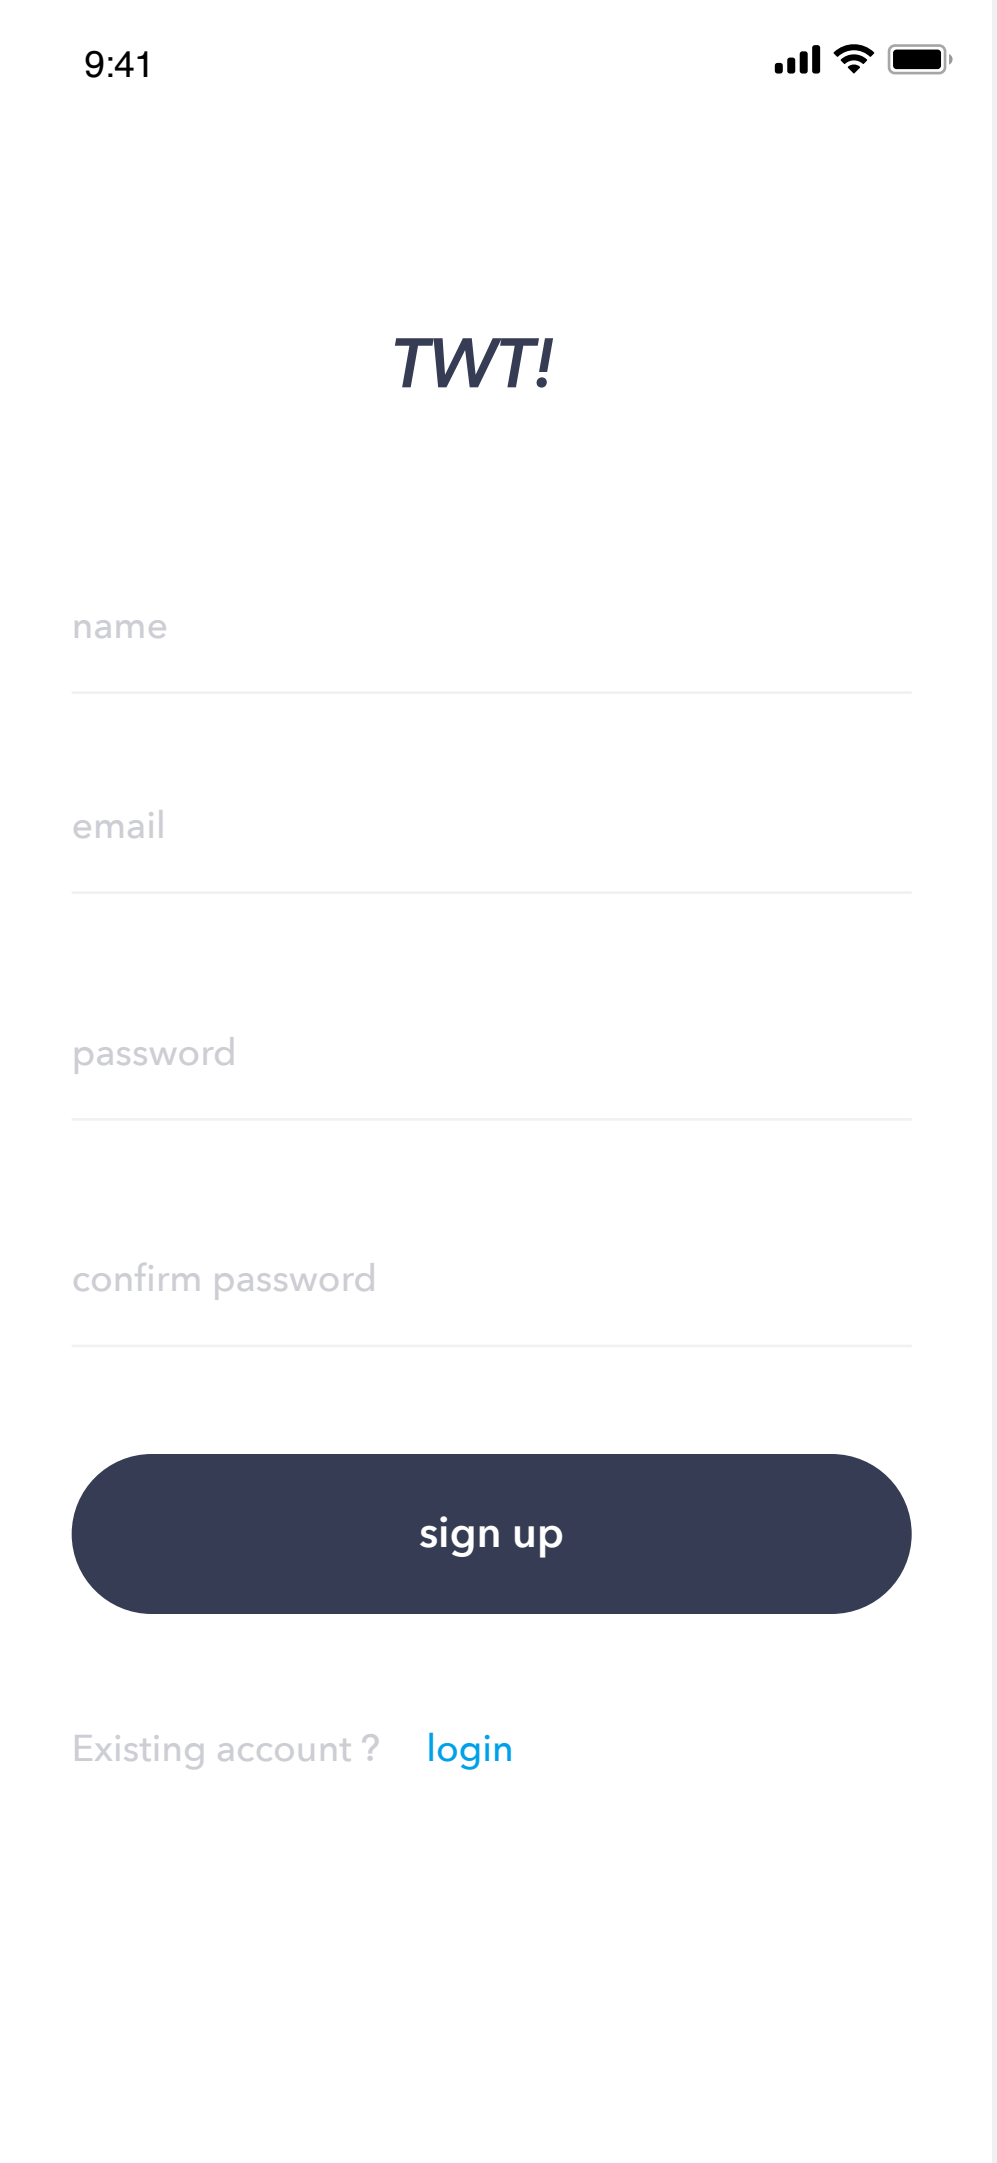 9:41
TWT!
name
email
password
confirm password
sign up
Existing account ? login